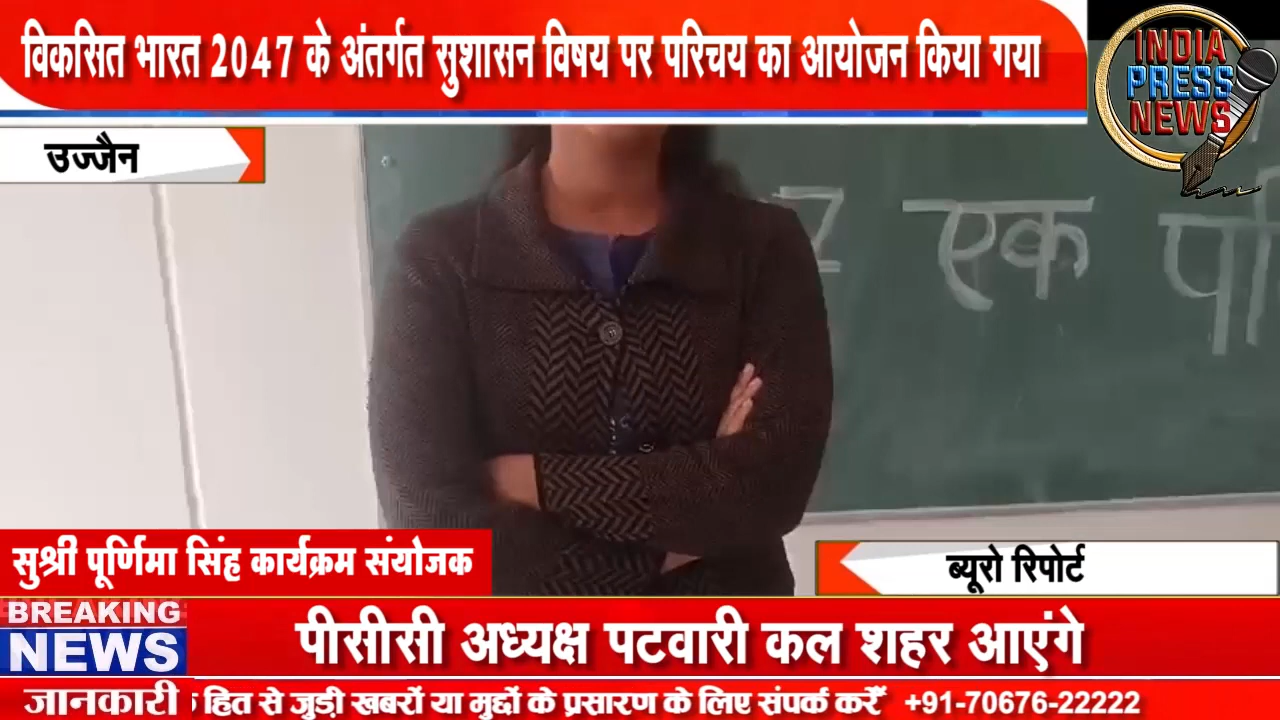 विकसित भारत 2047 के अंतर्गत सुशासन विषय पर परिचय का आयोजन किया गया
INDIA
PRESS
NEWS
उज्जैन
एक
सुश्री पूर्णिमा सिंह कार्यक्रम संयोजक
ब्यूरो रिपोर्ट
BREAKING
NEWS
पीसीसी अध्यक्ष पटवारी कल शहर आएंगे
जानकारी
हित से जुड़ी खबरों या मुद्दों के प्रसारण के लिए संपर्क करेँ +91-70676-22222